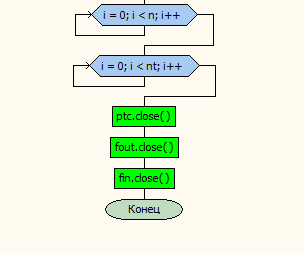 i = 0; i < n; i++
i = 0; i < nt; i++
ptc.close()
fout.close()
fin.close()
Конец